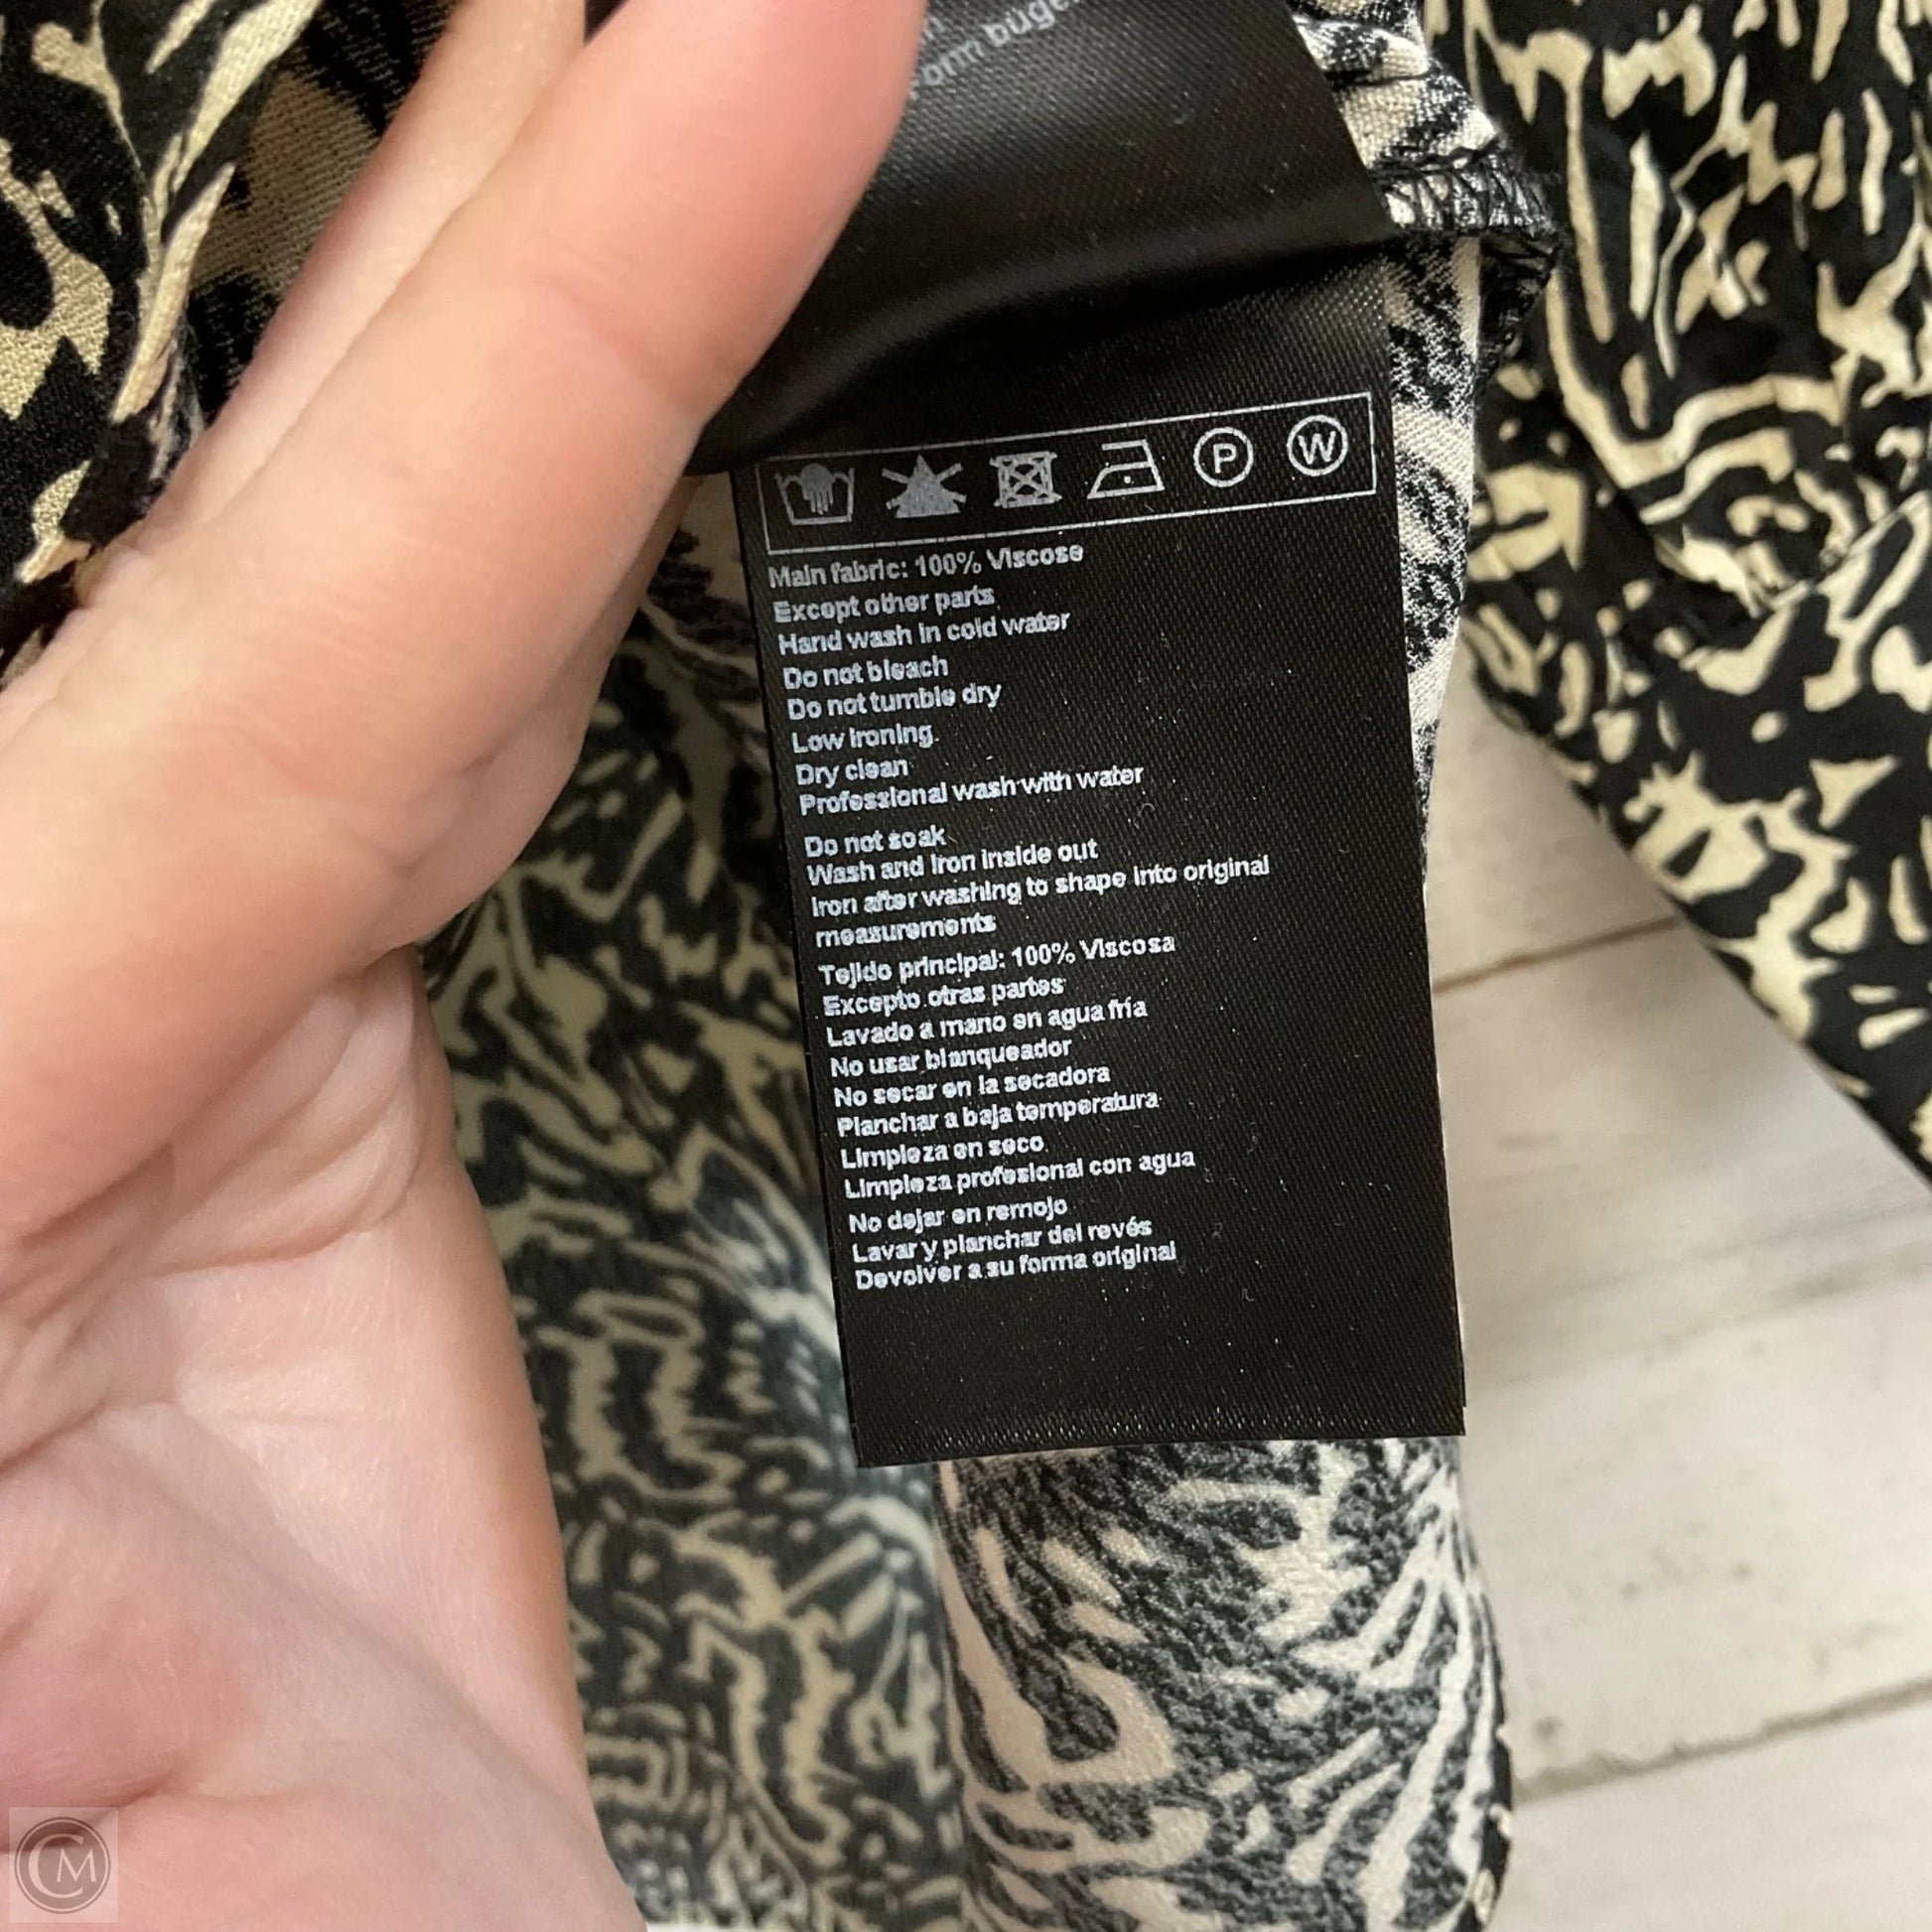 orm büge
P W
Main fabric: 100% Viscose
Except other parts
Hand wash in cold water
Do not bleach
Do not tumble dry
Low ironing.
Dry clean
Professional wash with water
Do not soak
Wash and iron inside out
Iron after washing to shape into original
measurements
Tejido principal: 100% Viscosa
Excepto otras partes
Lavado a mano en agua fría
No usar blanqueador
No secar en la secadora
Planchar a baja temperatura
Limpieza en seco
Limpieza profesional con agua
No dejar en remojo
Lavar y planchar del revés
Devolver a su forma original
CM